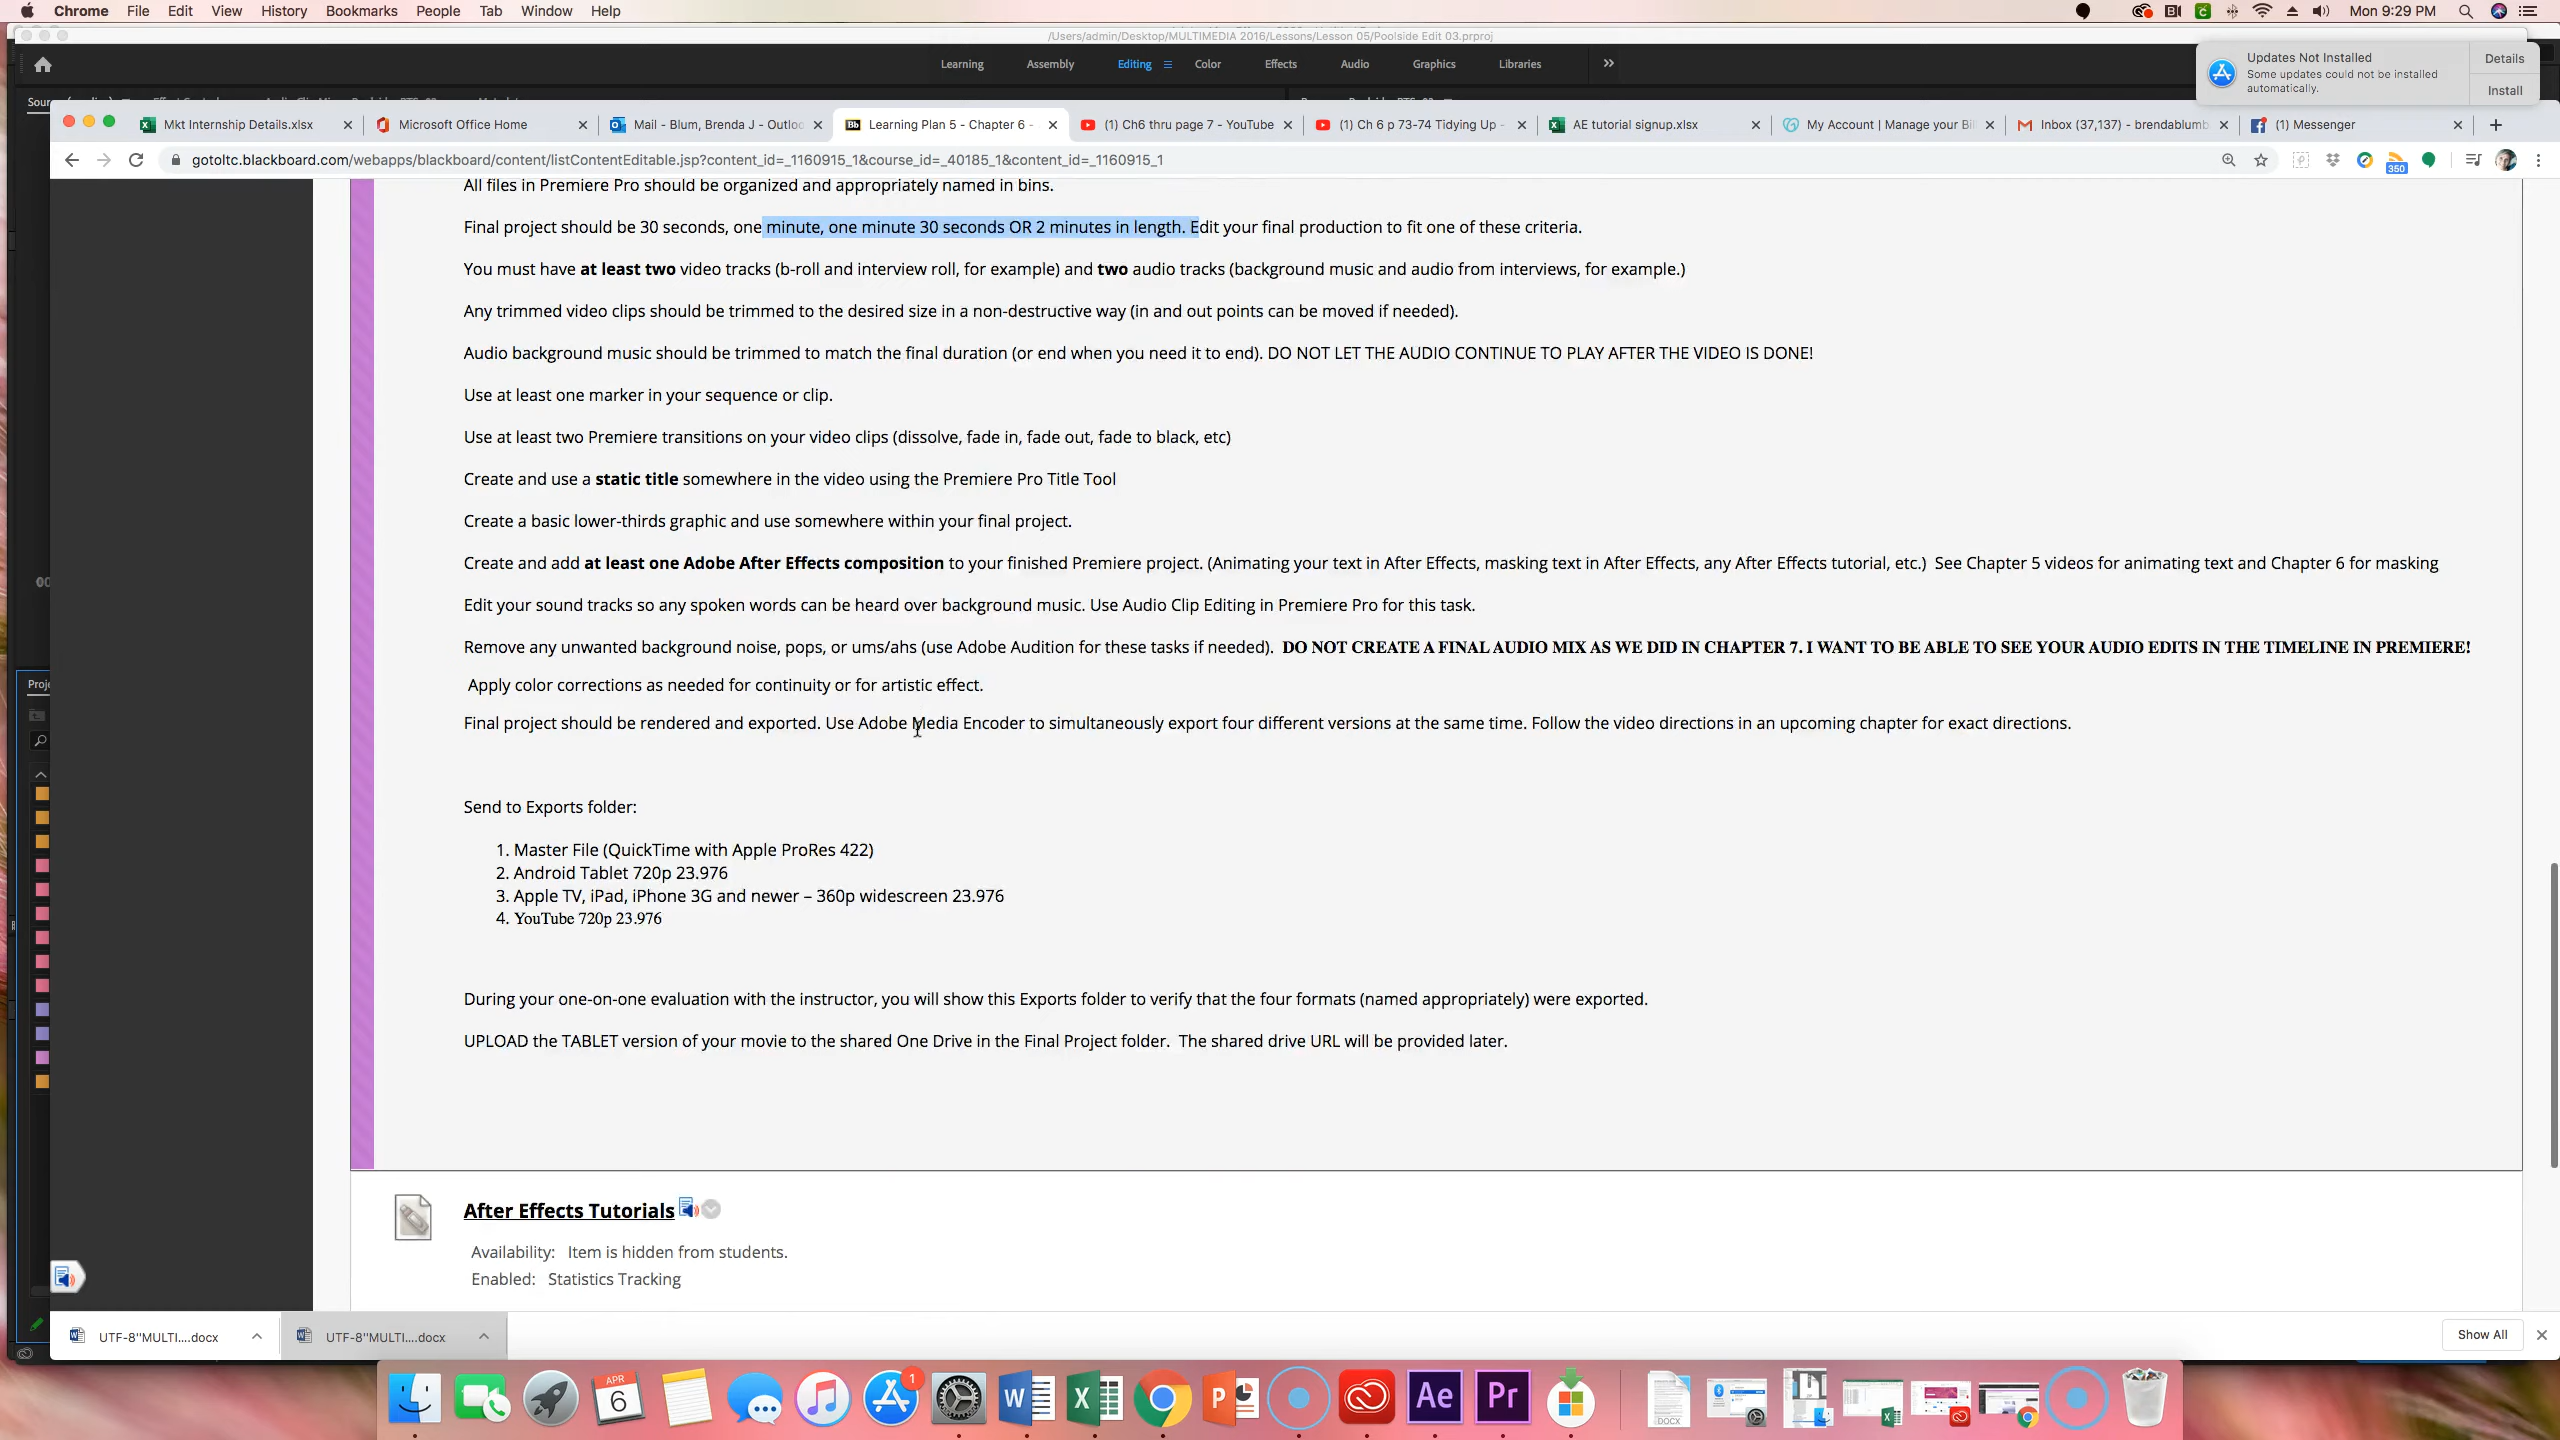 Chrome File Edit View History Bookmarks People Tab Window Help
Mon 9:29 PM
/Users/admin/Desktop/MULTIMEDIA 2016/Lessons/Lesson 05/Poolside Edit 03.prproj
Learning Assembly Editing Color Effects Audio Graphics Libraries
Updates Not Installed
Some updates could not be installed
automatically.
Details
Install
Mkt Internship Details.xlsx
Microsoft Office Home
Mail - Blum, Brenda J - Outloo
Learning Plan 5 - Chapter 6 -
(1) Ch6 thru page 7 - YouTube
(1) Ch 6 p 73-74 Tidying Up -
AE tutorial signup.xlsx
My Account | Manage your Bi
Inbox (37,137) - brendablumb
(1) Messenger
gotoltc.blackboard.com/webapps/blackboard/content/listContentEditable.jsp?content_id=_1160915_1&course_id=_40185_1&content_id=_1160915_1
350
All files in Premiere Pro should be organized and appropriately named in bins.
Final project should be 30 seconds, one minute, one minute 30 seconds OR 2 minutes in length. Edit your final production to fit one of these criteria.
You must have at least two video tracks (b-roll and interview roll, for example) and two audio tracks (background music and audio from interviews, for example.)
Any trimmed video clips should be trimmed to the desired size in a non-destructive way (in and out points can be moved if needed).
Audio background music should be trimmed to match the final duration (or end when you need it to end). DO NOT LET THE AUDIO CONTINUE TO PLAY AFTER THE VIDEO IS DONE!
Use at least one marker in your sequence or clip.
Use at least two Premiere transitions on your video clips (dissolve, fade in, fade out, fade to black, etc)
Create and use a static title somewhere in the video using the Premiere Pro Title Tool
Create a basic lower-thirds graphic and use somewhere within your final project.
Create and add at least one Adobe After Effects composition to your finished Premiere project. (Animating your text in After Effects, masking text in After Effects, any After Effects tutorial, etc.) See Chapter 5 videos for animating text and Chapter 6 for masking
Edit your sound tracks so any spoken words can be heard over background music. Use Audio Clip Editing in Premiere Pro for this task.
Remove any unwanted background noise, pops, or ums/ahs (use Adobe Audition for these tasks if needed). DO NOT CREATE A FINAL AUDIO MIX AS WE DID IN CHAPTER 7. I WANT TO BE ABLE TO SEE YOUR AUDIO EDITS IN THE TIMELINE IN PREMIERE!
Apply color corrections as needed for continuity or for artistic effect.
Final project should be rendered and exported. Use Adobe Media Encoder to simultaneously export four different versions at the same time. Follow the video directions in an upcoming chapter for exact directions.
Send to Exports folder:
1. Master File (QuickTime with Apple ProRes 422)
2. Android Tablet 720p 23.976
3. Apple TV, iPad, iPhone 3G and newer – 360p widescreen 23.976
4. YouTube 720p 23.976
During your one-on-one evaluation with the instructor, you will show this Exports folder to verify that the four formats (named appropriately) were exported.
UPLOAD the TABLET version of your movie to the shared One Drive in the Final Project folder. The shared drive URL will be provided later.
After Effects Tutorials
Availability: Item is hidden from students.
Enabled: Statistics Tracking
UTF-8''MULTI....docx
UTF-8''MULTI....docx
Show All
APR
6
1
Ae
Pr
DOCX